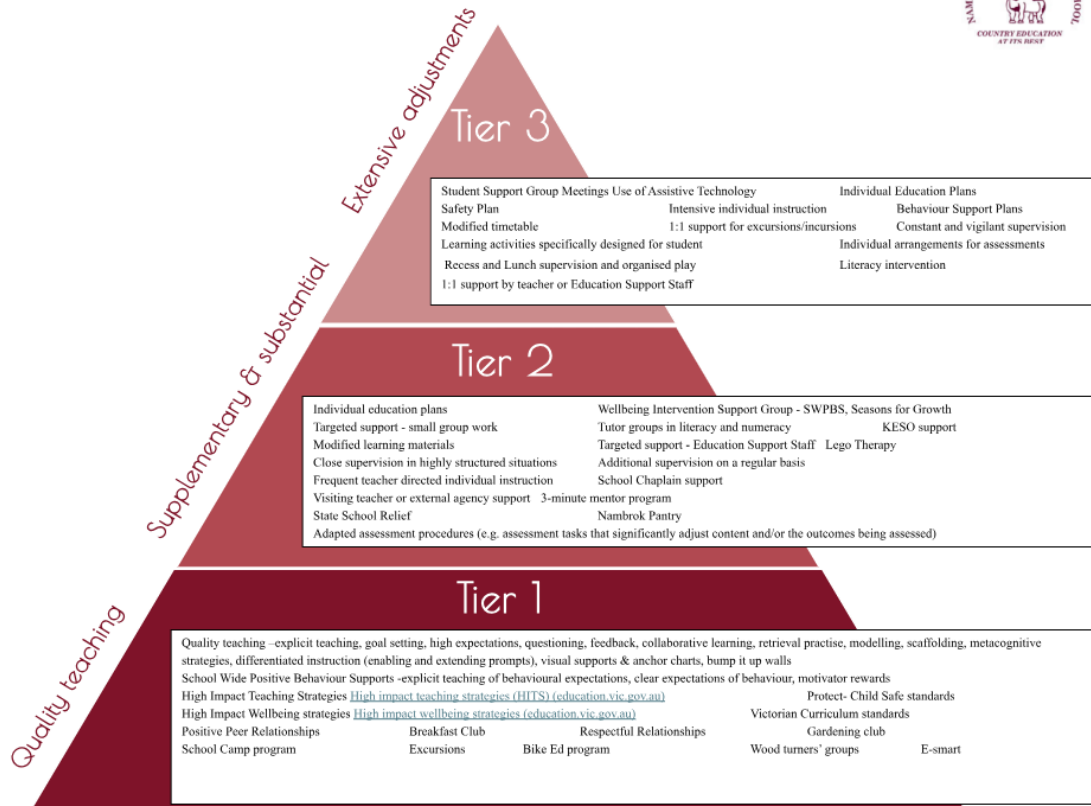 NAM
HOOL
COUNTRY EDUCATION
AT ITS BEST
Extensive adjustments
Tier 3
Student Support Group Meetings Use of Assistive Technology Individual Education Plans
Safety Plan Intensive individual instruction Behaviour Support Plans
Modified timetable 1:1 support for excursions/incursions Constant and vigilant supervision
Learning activities specifically designed for student Individual arrangements for assessments
Recess and Lunch supervision and organised play Literacy intervention
1:1 support by teacher or Education Support Staff
Supplementary & substantial
Tier 2
Individual education plans Wellbeing Intervention Support Group - SWPBS, Seasons for Growth
Targeted support - small group work Tutor groups in literacy and numeracy KESO support
Modified learning materials Targeted support - Education Support Staff Lego Therapy
Close supervision in highly structured situations Additional supervision on a regular basis
Frequent teacher directed individual instruction School Chaplain support
Visiting teacher or external agency support 3-minute mentor program
State School Relief Nambrok Pantry
Adapted assessment procedures (e.g. assessment tasks that significantly adjust content and/or the outcomes being assessed)
Quality teaching
Tier 1
Quality teaching –explicit teaching, goal setting, high expectations, questioning, feedback, collaborative learning, retrieval practise, modelling, scaffolding, metacognitive
strategies, differentiated instruction (enabling and extending prompts), visual supports & anchor charts, bump it up walls
School Wide Positive Behaviour Supports -explicit teaching of behavioural expectations, clear expectations of behaviour, motivator rewards
High Impact Teaching Strategies High impact teaching strategies (HITS) (education.vic.gov.au) Protect- Child Safe standards
High Impact Wellbeing strategies High impact wellbeing strategies (education.vic.gov.au) Victorian Curriculum standards
Positive Peer Relationships Breakfast Club Respectful Relationships Gardening club
School Camp program Excursions Bike Ed program Wood turners' groups E-smart